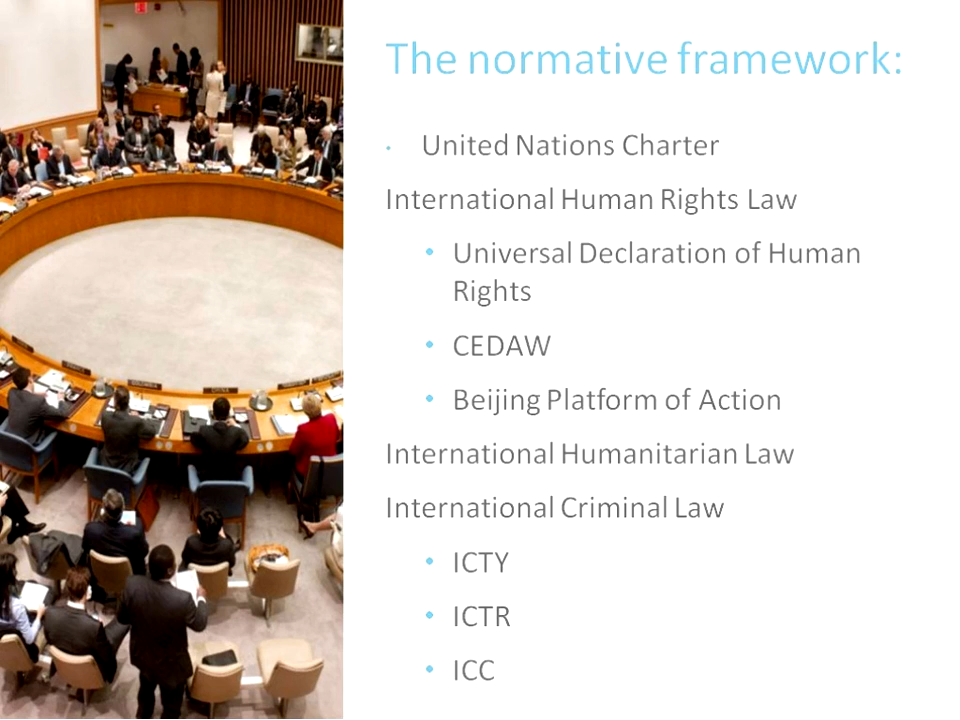 The normative framework:
· United Nations Charter
International Human Rights Law
• Universal Declaration of Human
Rights
• CEDAW
• Beijing Platform of Action
International Humanitarian Law
International Criminal Law
• ICTY
• ICTR
• ICC